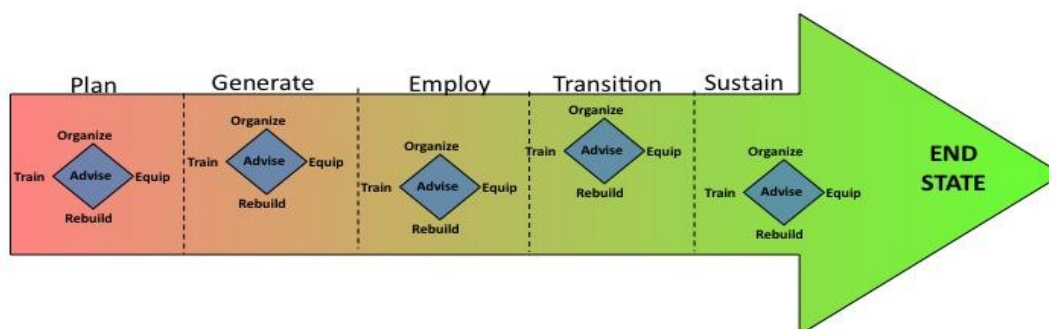 Plan
Generate
Employ
Transition
Sustain
Organize
Train
Advise
Equip
Rebuild
Organize
Train
Advise
Equip
Rebuild
Organize
Train
Advise
Equip
Rebuild
Organize
Train
Advise
Equip
Rebuild
Organize
Train
Advise
Equip
Rebuild
END
STATE